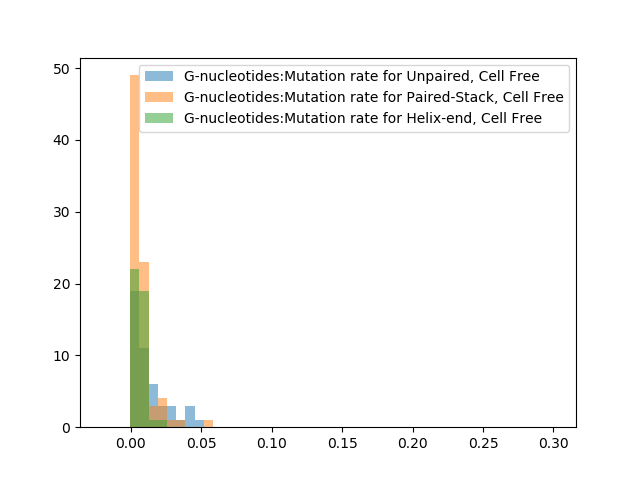 G-nucleotides:Mutation rate for Unpaired, Cell Free
G-nucleotides:Mutation rate for Paired-Stack, Cell Free
G-nucleotides:Mutation rate for Helix-end, Cell Free
50
40
30
20
10
0
0.00 0.05 0.10 0.15 0.20 0.25 0.30